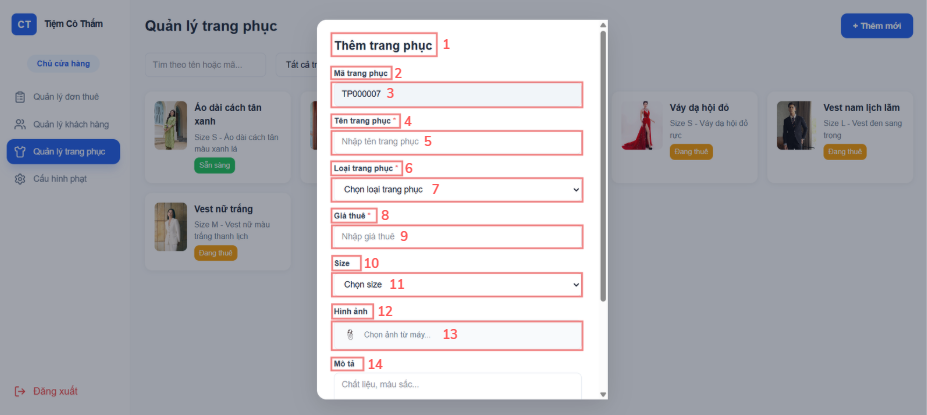 CT
Tiệm Cô Thắm
Chủ cửa hàng
Quản lý đơn thuê
Quản lý khách hàng
Quản lý trang phục
Cấu hình phạt
Đăng xuất
Quản lý trang phục
+ Thêm mới
Tìm theo tên hoặc mã...
Tất cả tr
Áo dài cách tân
xanh
Size S - Áo dài cách tân
màu xanh lá
Sẵn sàng
Váy dạ hội đỏ
Size S - Váy dạ hội đỏ
rực
Đang thuê
Vest nam lịch lãm
Size L - Vest đen sang
trọng
Đang thuê
Vest nữ trắng
Size M - Vest nữ màu
trắng thanh lịch
Đang thuê
Thêm trang phục 1
Mã trang phục 2
TP000007 3
Tên trang phục * 4
Nhập tên trang phục 5
Loại trang phục * 6
Chọn loại trang phục 7
Giá thuê * 8
Nhập giá thuê 9
Size 10
Chọn size 11
Hình ảnh 12
Chọn ảnh từ máy... 13
Mô tả 14
Chất liệu, màu sắc...